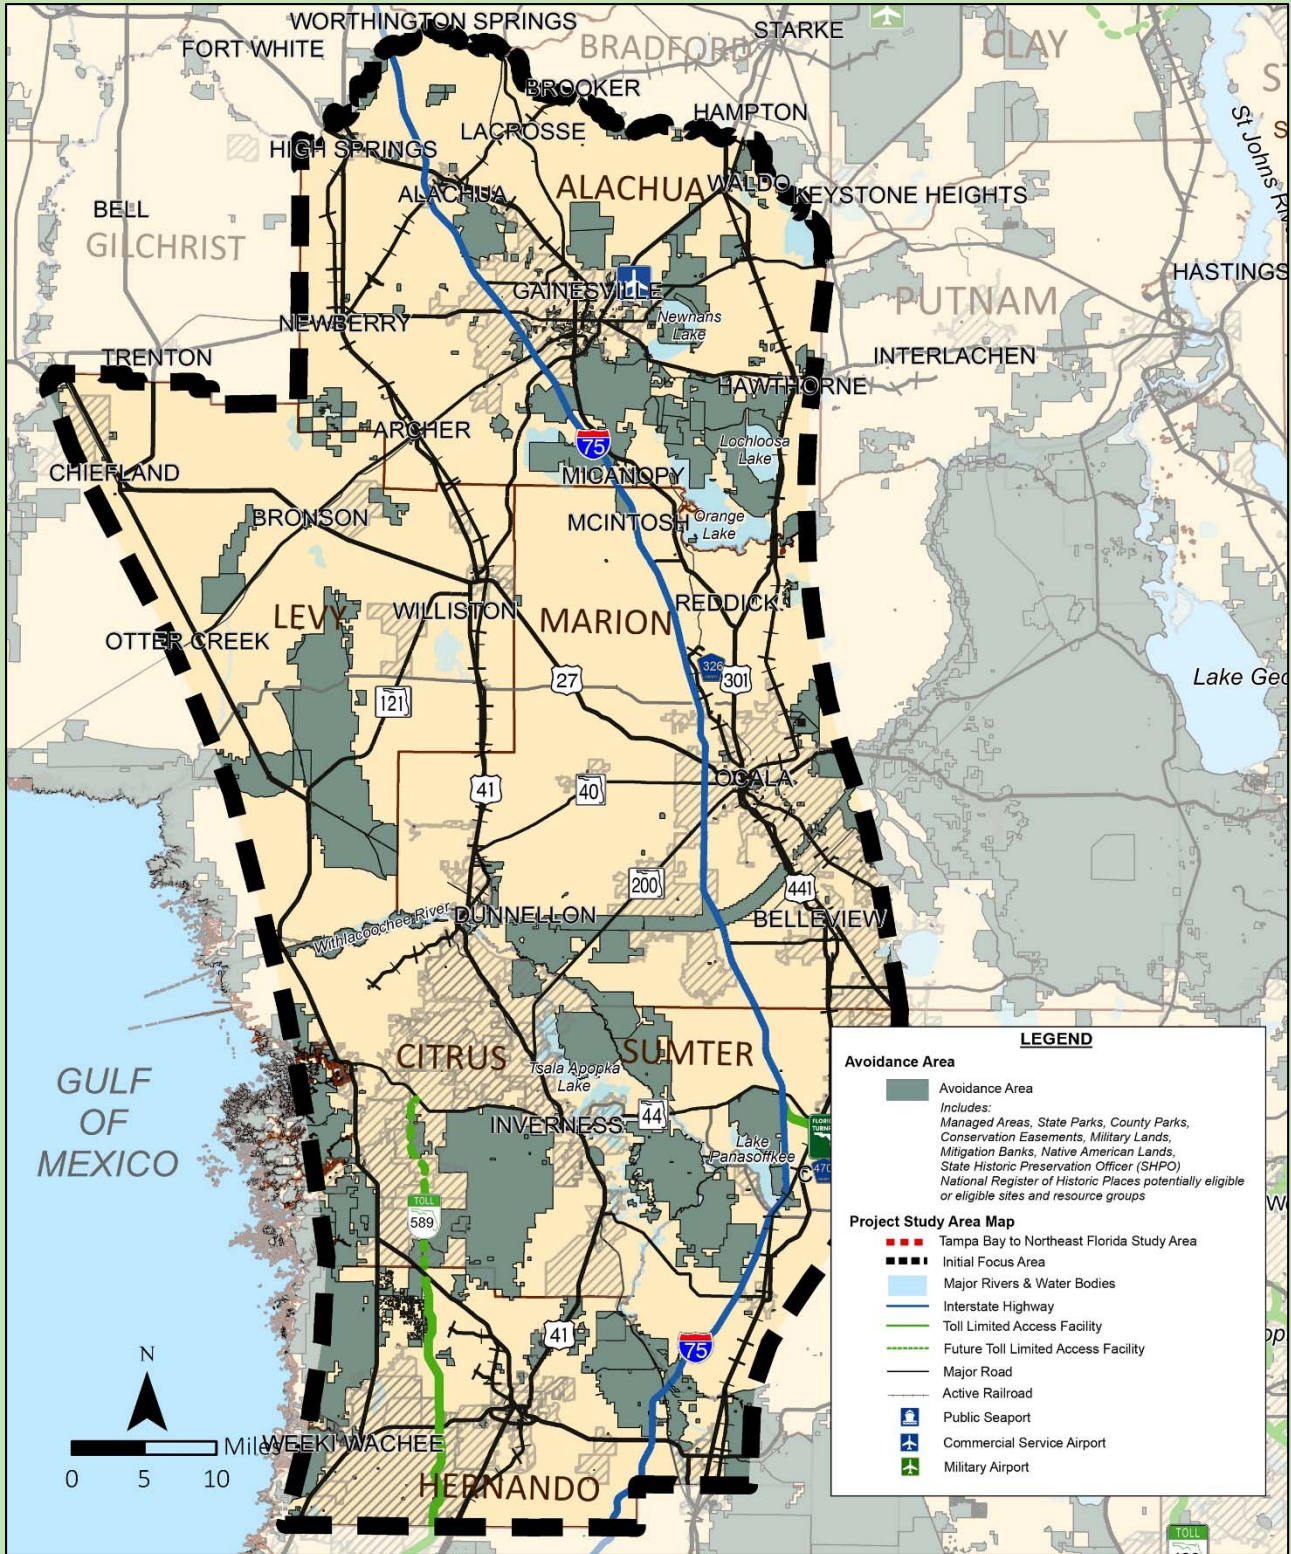 WORTHINGTON SPRINGS
STARKE
FORT WHITE
BRADFORD
CLAY
BROOKER
HAMPTON
LACROSSE
HIGH SPRINGS
St Johns
ALACHUA
ALACHUA
WALDO
KEYSTONE HEIGHTS
BELL
GILCHRIST
HASTINGS
GAINESVILLE
PUTNAM
NEWBERRY
Newnans
Lake
TRENTON
INTERLACHEN
HAWTHORNE
ARCHER
75
Lochloosa
Lake
CHIEFLAND
MICANOPY
BRONSON
MCINTOSH
Orange
Lake
LEVY
WILLISTON
MARION
REDDICK
OTTER CREEK
326
27
301
Lake Geo
121
OCALA
41
40
200
441
Withlacoochee River
DUNNELLON
BELLEVIEW
CITRUS
SUMTER
Tsala Apopka
Lake
GULF
OF
MEXICO
INVERNESS
44
Lake
Panasoffkee
C
470
TOLL
589
41
75
N
Miles
0 5 10
WEEKI WACHEE
HERNANDO
TOLL
LEGEND
Avoidance Area
Avoidance Area
Includes:
Managed Areas, State Parks, County Parks,
Conservation Easements, Military Lands,
Mitigation Banks, Native American Lands,
State Historic Preservation Officer (SHPO)
National Register of Historic Places potentially eligible
or eligible sites and resource groups
Project Study Area Map
Tampa Bay to Northeast Florida Study Area
Initial Focus Area
Major Rivers & Water Bodies
Interstate Highway
Toll Limited Access Facility
Future Toll Limited Access Facility
Major Road
Active Railroad
Public Seaport
Commercial Service Airport
Military Airport